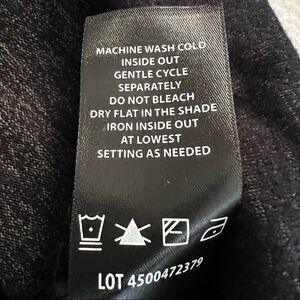 MACHINE WASH COLD
INSIDE OUT
GENTLE CYCLE
SEPARATELY
DO NOT BLEACH
DRY FLAT IN THE SHADE
IRON INSIDE OUT
AT LOWEST
SETTING AS NEEDED
LOT 4500472379